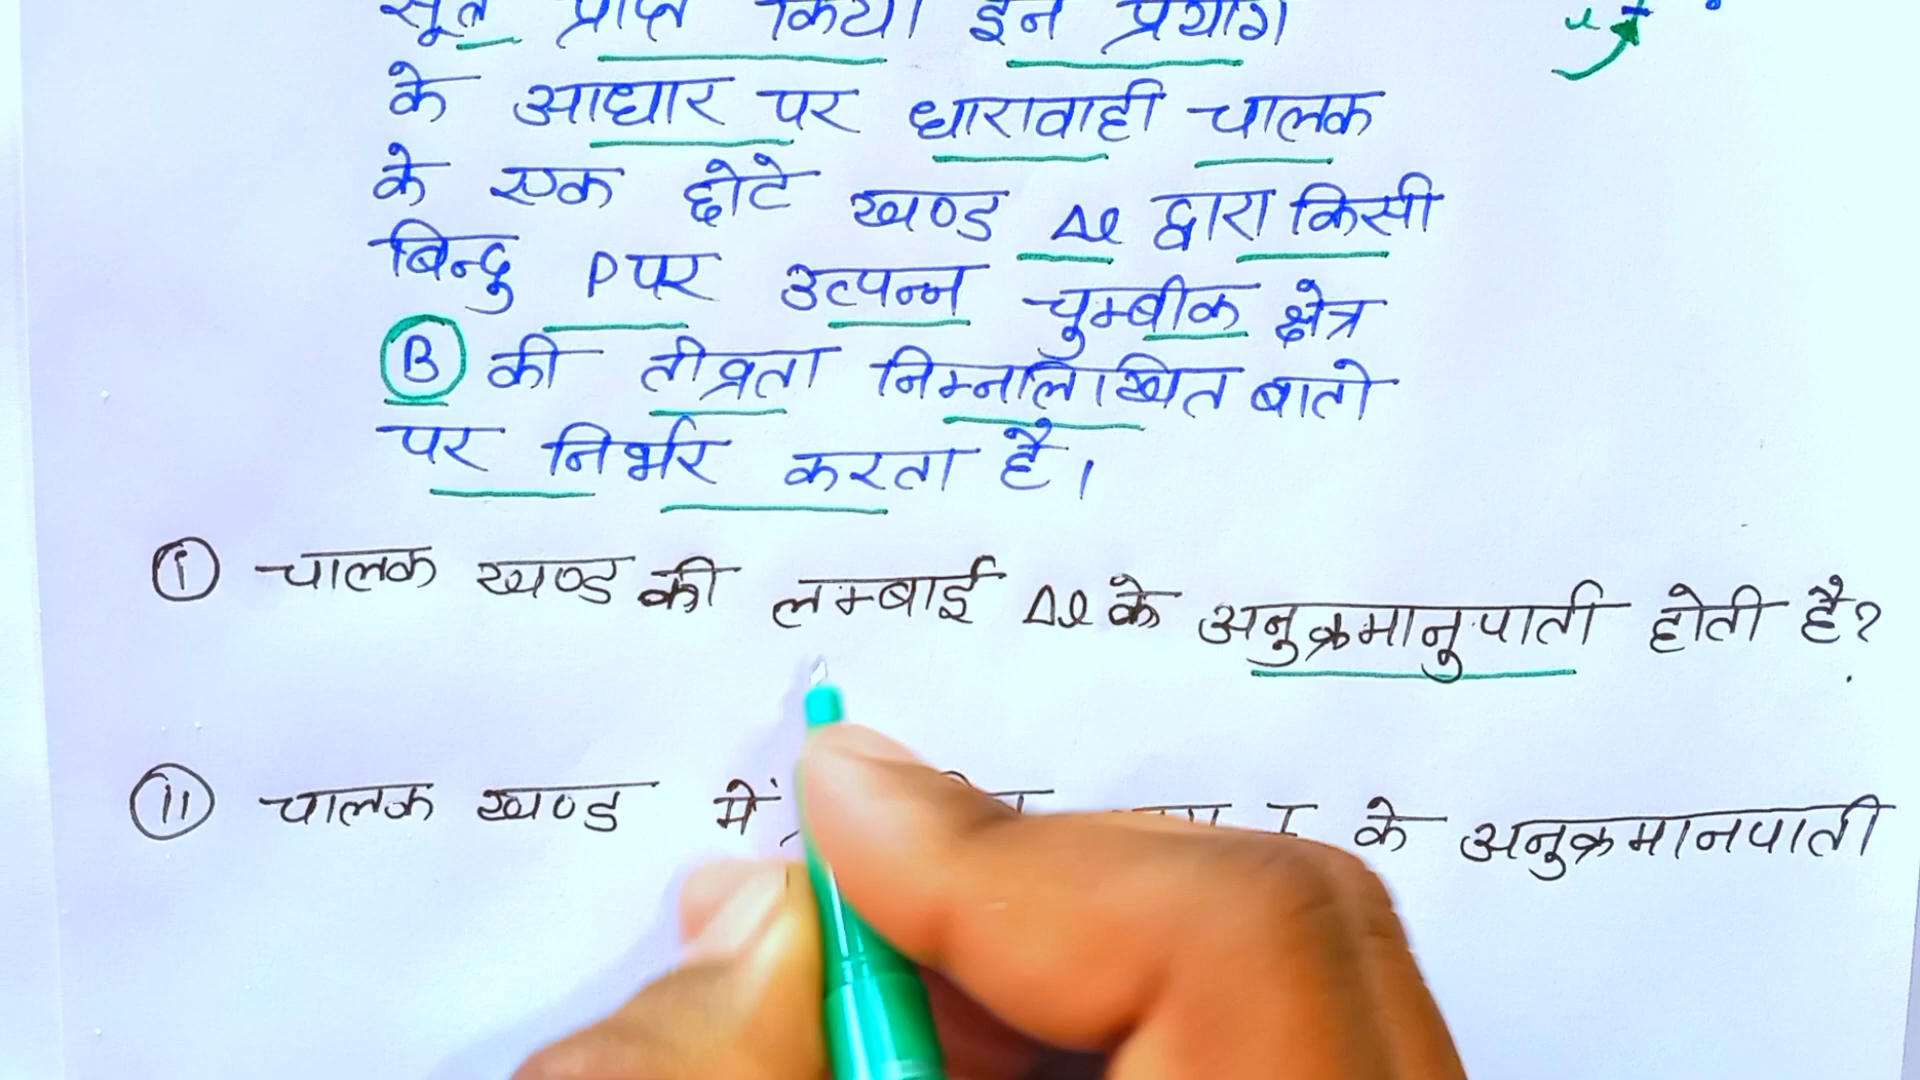 सूत्र प्राप्त किया। इन प्रयोग
के आधार पर धारावाही चालक
के एक छोटे खण्ड Δl द्वारा किसी
बिन्दु P पर उत्पन्न चुम्बीक क्षेत्र
B की तीव्रता निम्नलिखित बातो
पर निर्भर करता है।
(i) चालक खण्ड की लम्बाई Δl के अनुक्रमानुपाती होती है?
(ii) चालक खण्ड में I के अनुक्रमानपाती